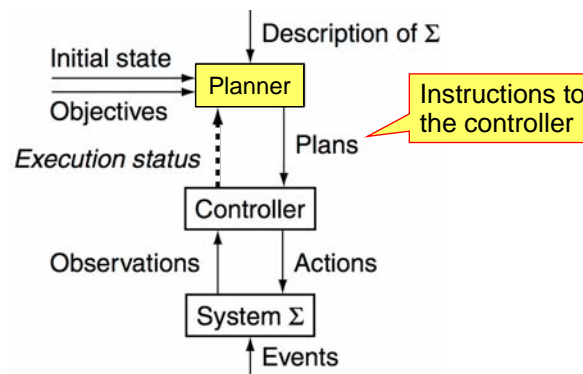 Description of Σ
Initial state
Planner
Objectives
Instructions to
the controller
Plans
Execution status
Controller
Observations
Actions
System Σ
Events